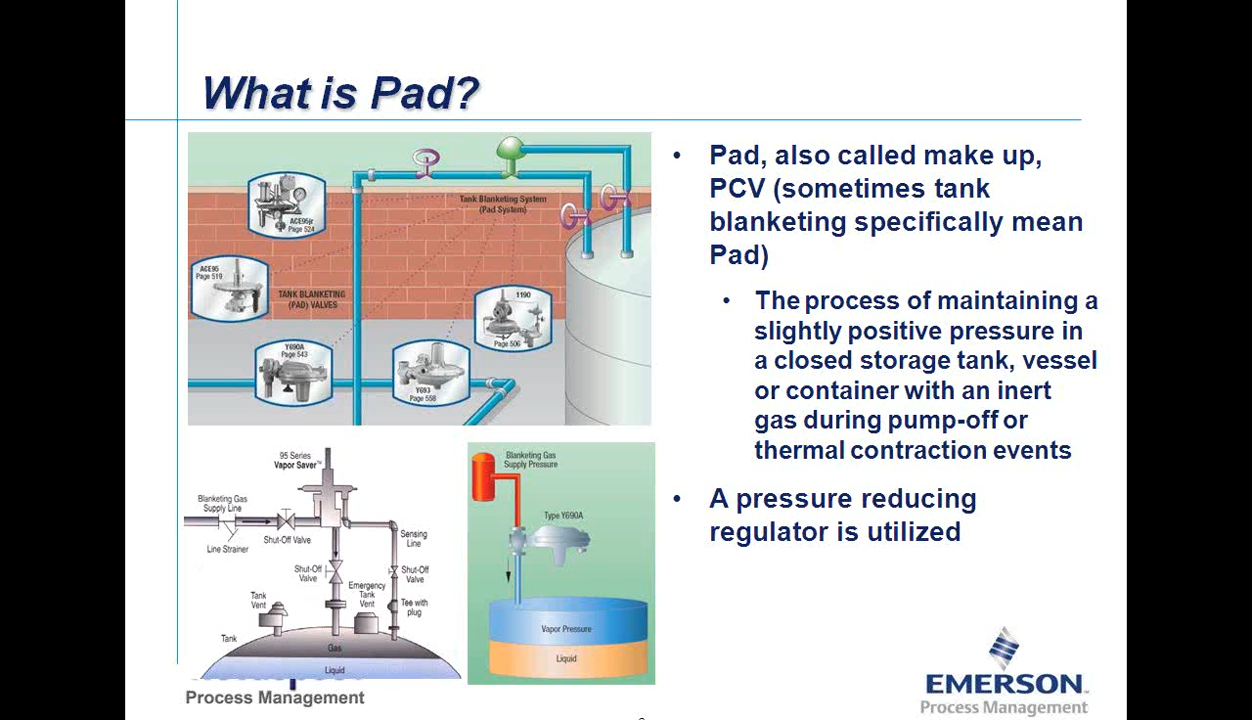 What is Pad?
Tank Blanketing System
(Pad System)
ACE95jr
Page 524
ACE95
Page 519
TANK BLANKETING
(PAD) VALVES
1190
Page 506
Y690A
Page 543
Y693
Page 558
• Pad, also called make up,
PCV (sometimes tank
blanketing specifically mean
Pad)
• The process of maintaining a
slightly positive pressure in
a closed storage tank, vessel
or container with an inert
gas during pump-off or
thermal contraction events
• A pressure reducing
regulator is utilized
95 Series
Vapor Saver™
Blanketing Gas
Supply Line
Shut-Off Valve
Line Strainer
Sensing
Line
Shut-Off
Valve
Shut-Off
Valve
Emergency
Tank
Vent
Tank
Vent
Tee with
plug
Tank
Gas
Liquid
Blanketing Gas
Supply Pressure
Type Y690A
Vapor Pressure
Liquid
Process Management
EMERSON™
Process Management